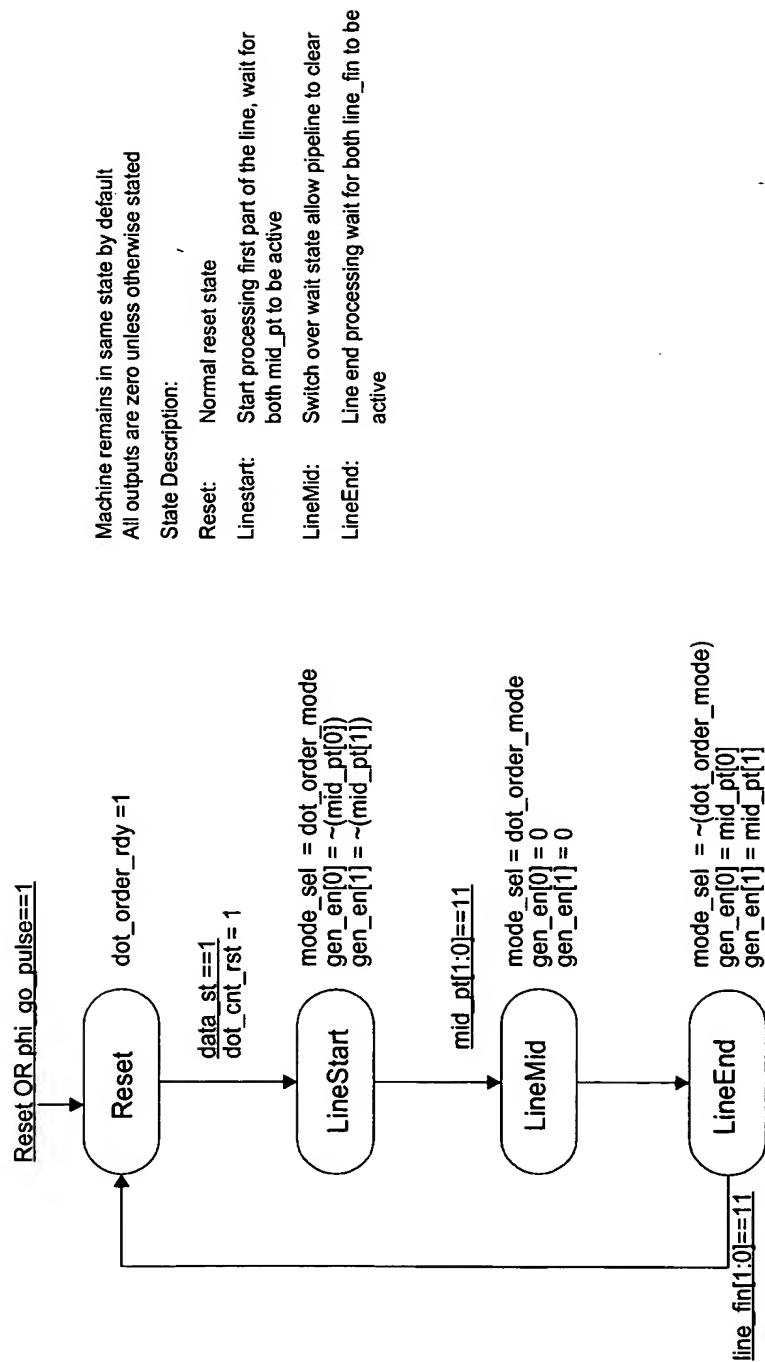 Reset OR phi_go_pulse==1
Reset
dot_order_rdy =1
data_st ==1
dot_cnt_rst = 1
LineStart
mode_sel = dot_order_mode
gen_en[0] = ~(mid_pt[0])
gen_en[1] = ~(mid_pt[1])
mid_pt[1:0]==11
LineMid
mode_sel = dot_order_mode
gen_en[0] = 0
gen_en[1] = 0
LineEnd
mode_sel = ~(dot_order_mode)
gen_en[0] = mid_pt[0]
gen_en[1] = mid_pt[1]
line_fin[1:0]==11
Machine remains in same state by default
All outputs are zero unless otherwise stated
State Description:
Reset: Normal reset state
Linestart: Start processing first part of the line, wait for
both mid_pt to be active
LineMid: Switch over wait state allow pipeline to clear
LineEnd: Line end processing wait for both line_fin to be
active